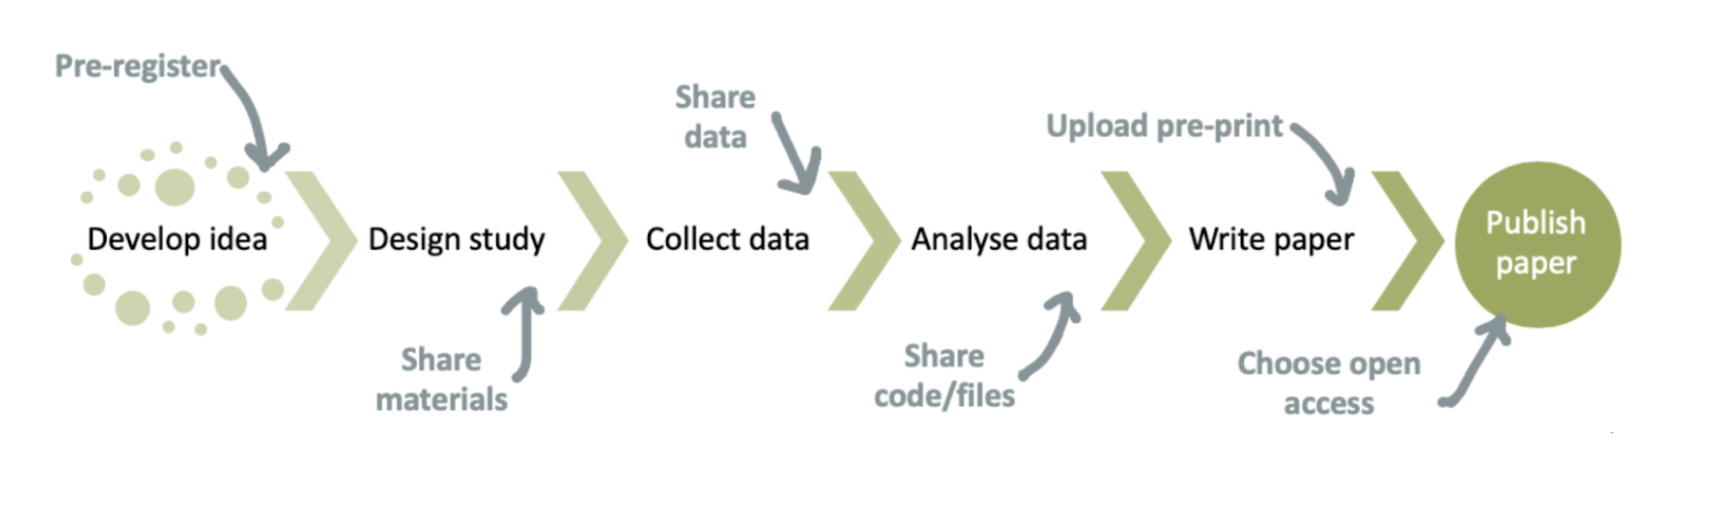 Pre-register
Share
data
Upload pre-print
Develop idea
Design study
Collect data
Analyse data
Write paper
Publish
paper
Share
materials
Share
code/files
Choose open
access